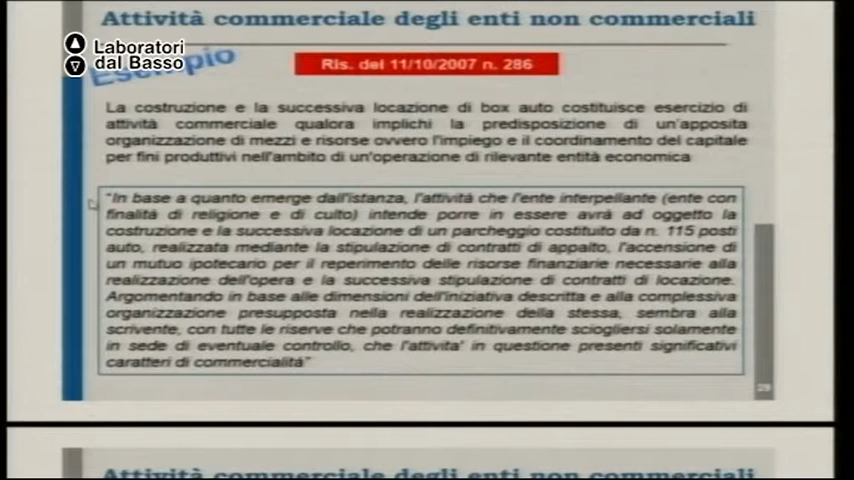 Attività commerciale degli enti non commerciali
Laboratori
dal Basso
Esempio
Ris. del 11/10/2007 n. 286
La costruzione e la successiva locazione di box auto costituisce esercizio di
attività commerciale qualora implichi la predisposizione di un'apposita
organizzazione di mezzi e risorse ovvero l'impiego e il coordinamento del capitale
per fini produttivi nell'ambito di un'operazione di rilevante entità economica
"In base a quanto emerge dall'istanza, l'attività che l'ente interpellante (ente con
finalità di religione e di culto) intende porre in essere avrà ad oggetto la
costruzione e la successiva locazione di un parcheggio costituito da n. 115 posti
auto, realizzata mediante la stipulazione di contratti di appalto, l'accensione di
un mutuo ipotecario per il reperimento delle risorse finanziarie necessarie alla
realizzazione dell'opera e la successiva stipulazione di contratti di locazione.
Argomentando in base alle dimensioni dell'iniziativa descritta e alla complessiva
organizzazione presupposta nella realizzazione della stessa, sembra alla
scrivente, con tutte le riserve che potranno definitivamente sciogliersi solamente
in sede di eventuale controllo, che l'attivita' in questione presenti significativi
caratteri di commercialità"
29
Attività commerciale degli enti non commerciali